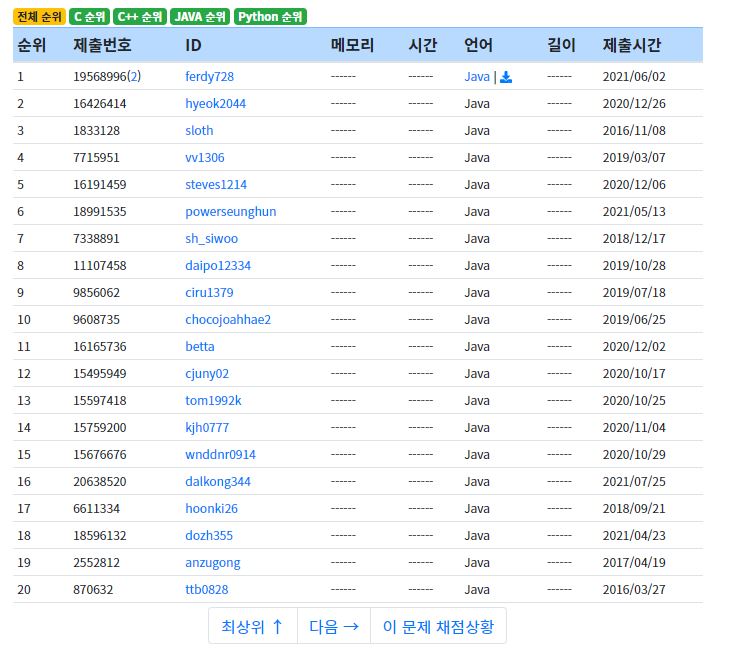 전체 순위 C 순위 C++ 순위 JAVA 순위 Python 순위
순위 제출번호 ID 메모리 시간 언어 길이 제출시간
1 19568996(2) ferdy728 ------ ------ Java | ------ 2021/06/02
2 16426414 hyeok2044 ------ ------ Java ------ 2020/12/26
3 1833128 sloth ------ ------ Java ------ 2016/11/08
4 7715951 vv1306 ------ ------ Java ------ 2019/03/07
5 16191459 steves1214 ------ ------ Java ------ 2020/12/06
6 18991535 powerseunghun ------ ------ Java ------ 2021/05/13
7 7338891 sh_siwoo ------ ------ Java ------ 2018/12/17
8 11107458 daipo12334 ------ ------ Java ------ 2019/10/28
9 9856062 ciru1379 ------ ------ Java ------ 2019/07/18
10 9608735 chocojoahhae2 ------ ------ Java ------ 2019/06/25
11 16165736 betta ------ ------ Java ------ 2020/12/02
12 15495949 cjuny02 ------ ------ Java ------ 2020/10/17
13 15597418 tom1992k ------ ------ Java ------ 2020/10/25
14 15759200 kjh0777 ------ ------ Java ------ 2020/11/04
15 15676676 wnddnr0914 ------ ------ Java ------ 2020/10/29
16 20638520 dalkong344 ------ ------ Java ------ 2021/07/25
17 6611334 hoonki26 ------ ------ Java ------ 2018/09/21
18 18596132 dozh355 ------ ------ Java ------ 2021/04/23
19 2552812 anzugong ------ ------ Java ------ 2017/04/19
20 870632 ttb0828 ------ ------ Java ------ 2016/03/27
최상위 ↑ 다음 → 이 문제 채점상황